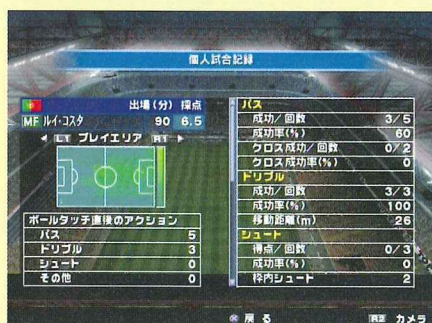 個人試合記録
出場(分) 採点
MF ルイ・コスタ 90 6.5
L1 プレイエリア R1
ボールタッチ直後のアクション
パス 5
ドリブル 3
シュート 0
その他 0
パス
成功/回数 3/5
成功率(%) 60
クロス成功/回数 0/2
クロス成功率(%) 0
ドリブル
成功/回数 3/3
成功率(%) 100
移動距離(m) 26
シュート
得点/回数 0/3
成功率(%) 0
枠内シュート 2
戻る
R2 カメラ